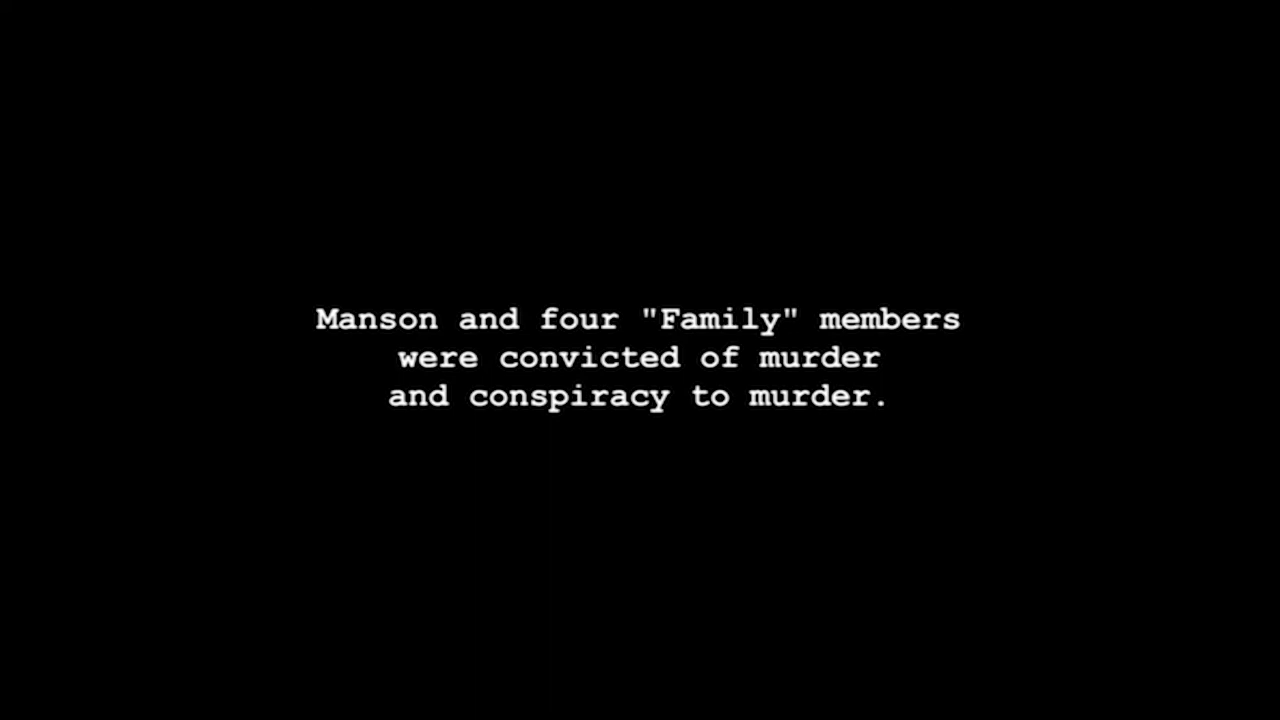 Manson and four "Family" members
were convicted of murder
and conspiracy to murder.